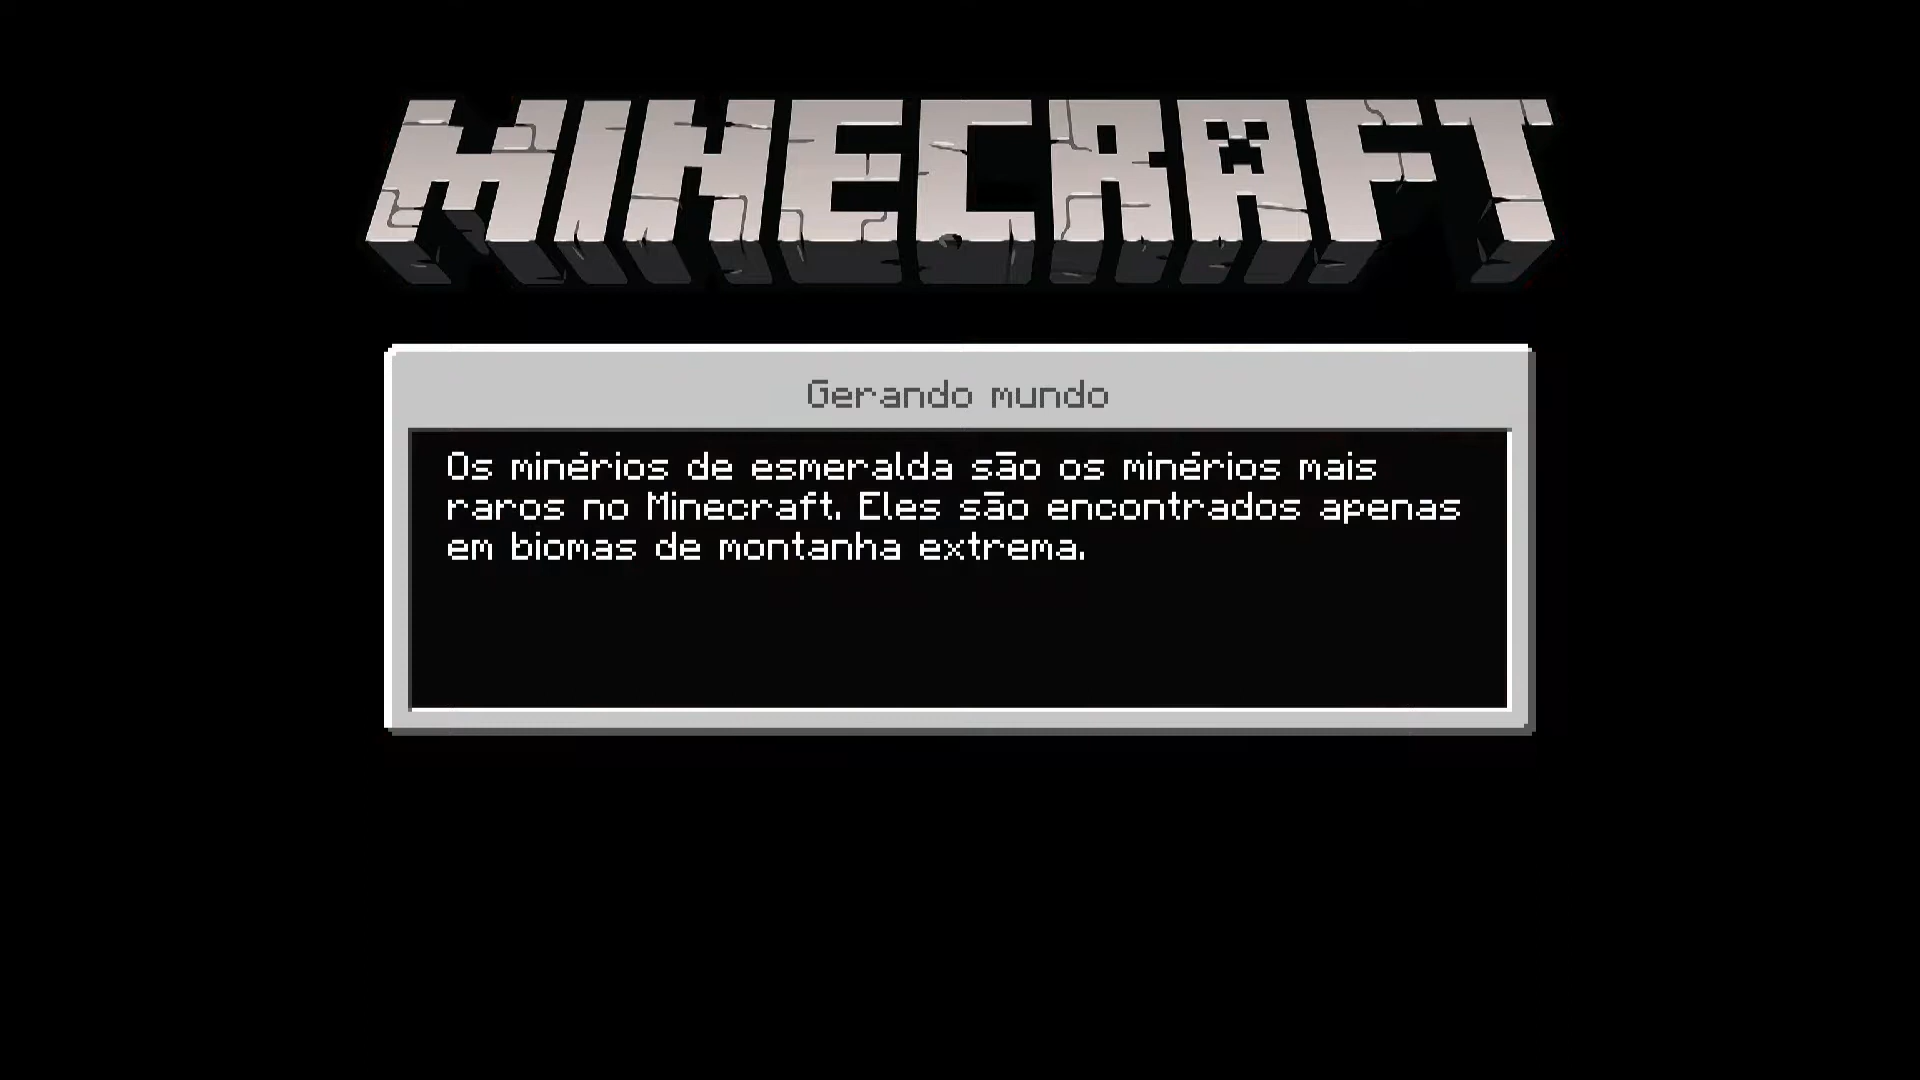 MINECRAFT
Gerando mundo
Os minérios de esmeralda são os minérios mais
raros no Minecraft. Eles são encontrados apenas
em biomas de montanha extrema.